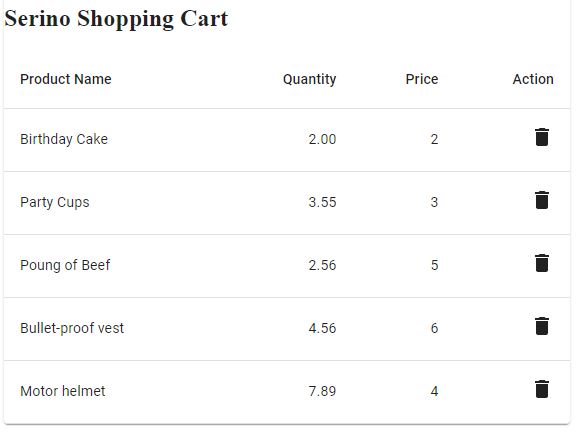 Serino Shopping Cart
Product Name Quantity Price Action
Birthday Cake 2.00 2
Party Cups 3.55 3
Poung of Beef 2.56 5
Bullet-proof vest 4.56 6
Motor helmet 7.89 4